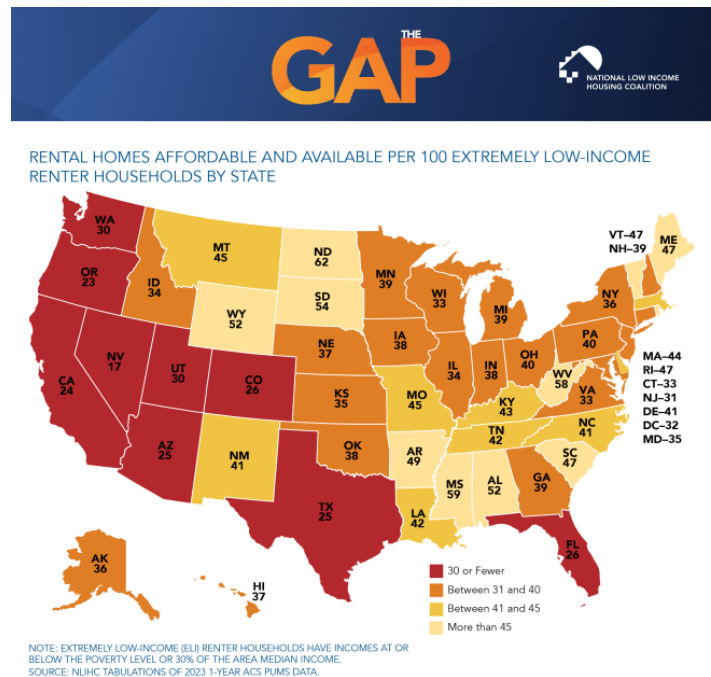 THE
GAP
NATIONAL LOW INCOME
HOUSING COALITION
RENTAL HOMES AFFORDABLE AND AVAILABLE PER 100 EXTREMELY LOW-INCOME
RENTER HOUSEHOLDS BY STATE
WA
30
OR
23
CA
24
NV
17
ID
34
MT
45
WY
52
UT
30
CO
26
AZ
25
NM
41
ND
62
SD
54
NE
37
KS
35
OK
38
TX
25
MN
39
IA
38
MO
45
AR
49
LA
42
WI
33
IL
34
MI
39
IN
38
OH
40
KY
43
TN
42
MS
59
AL
52
GA
39
FL
26
SC
47
NC
41
VA
33
WV
58
PA
40
NY
36
VT–47
NH–39
ME
47
MA–44
RI–47
CT–33
NJ–31
DE–41
DC–32
MD–35
AK
36
HI
37
30 or Fewer
Between 31 and 40
Between 41 and 45
More than 45
NOTE: EXTREMELY LOW-INCOME (ELI) RENTER HOUSEHOLDS HAVE INCOMES AT OR
BELOW THE POVERTY LEVEL OR 30% OF THE AREA MEDIAN INCOME.
SOURCE: NLIHC TABULATIONS OF 2023 1-YEAR ACS PUMS DATA.